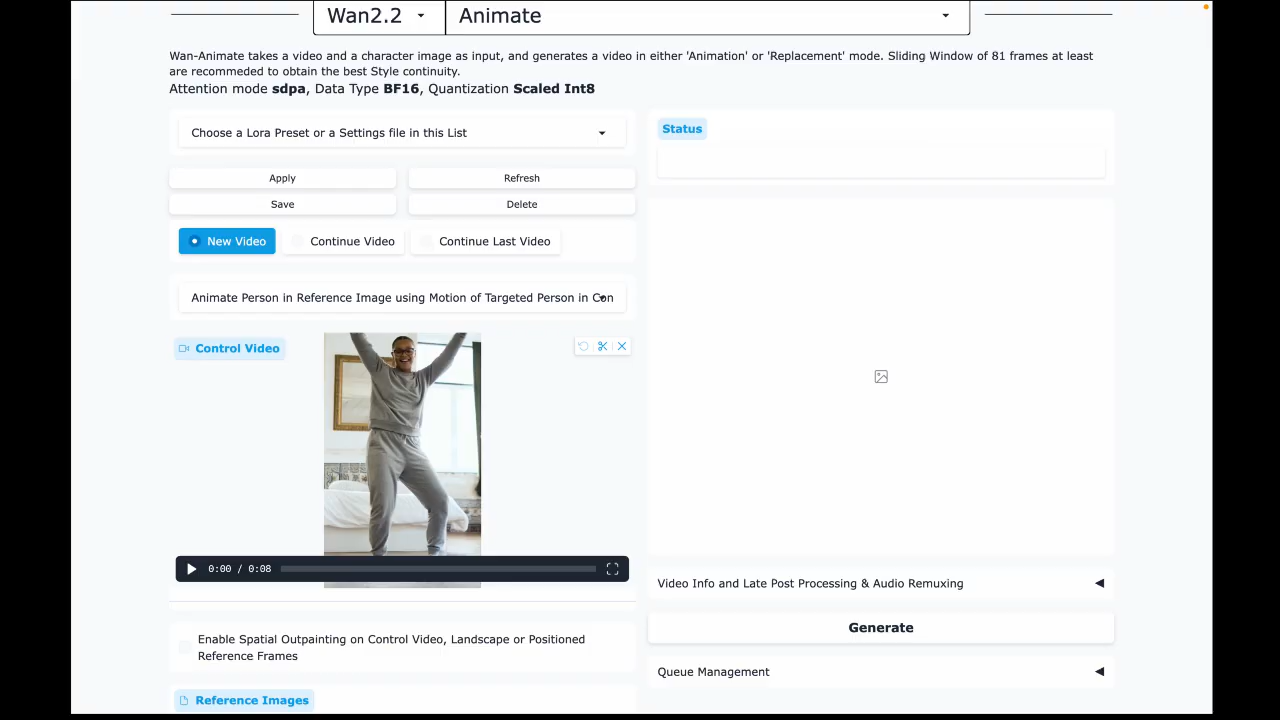 Wan2.2
Animate
Wan-Animate takes a video and a character image as input, and generates a video in either 'Animation' or 'Replacement' mode. Sliding Window of 81 frames at least
are recommeded to obtain the best Style continuity.
Attention mode sdpa, Data Type BF16, Quantization Scaled Int8
Choose a Lora Preset or a Settings file in this List
Apply
Refresh
Save
Delete
New Video
Continue Video
Continue Last Video
Animate Person in Reference Image using Motion of Targeted Person in Con
Control Video
0:00 / 0:08
Enable Spatial Outpainting on Control Video, Landscape or Positioned
Reference Frames
Reference Images
Status
Video Info and Late Post Processing & Audio Remuxing
Generate
Queue Management